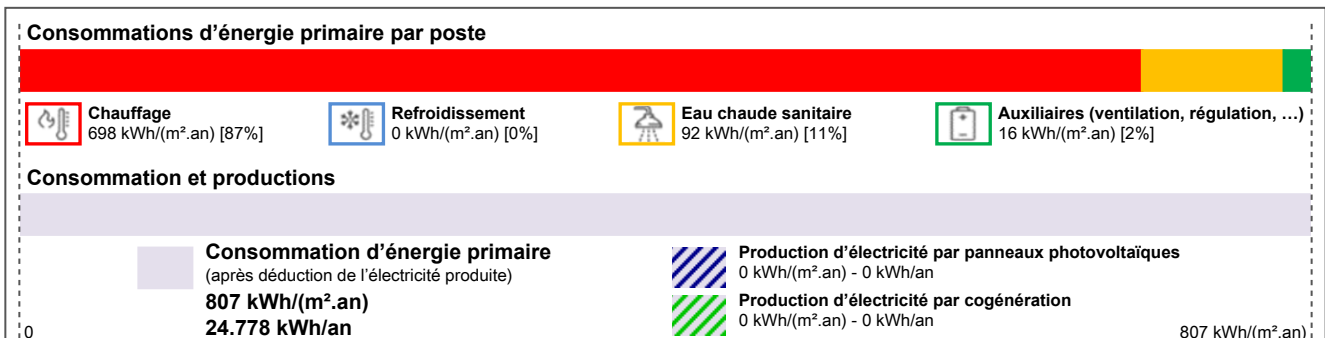 Consommations d'énergie primaire par poste
Chauffage
698 kWh/(m².an) [87%]
Refroidissement
0 kWh/(m².an) [0%]
Eau chaude sanitaire
92 kWh/(m².an) [11%]
Auxiliaires (ventilation, régulation, …)
16 kWh/(m².an) [2%]
Consommation et productions
Consommation d'énergie primaire
(après déduction de l'électricité produite)
807 kWh/(m².an)
24.778 kWh/an
Production d'électricité par panneaux photovoltaïques
0 kWh/(m².an) - 0 kWh/an
Production d'électricité par cogénération
0 kWh/(m².an) - 0 kWh/an
0
807 kWh/(m².an)